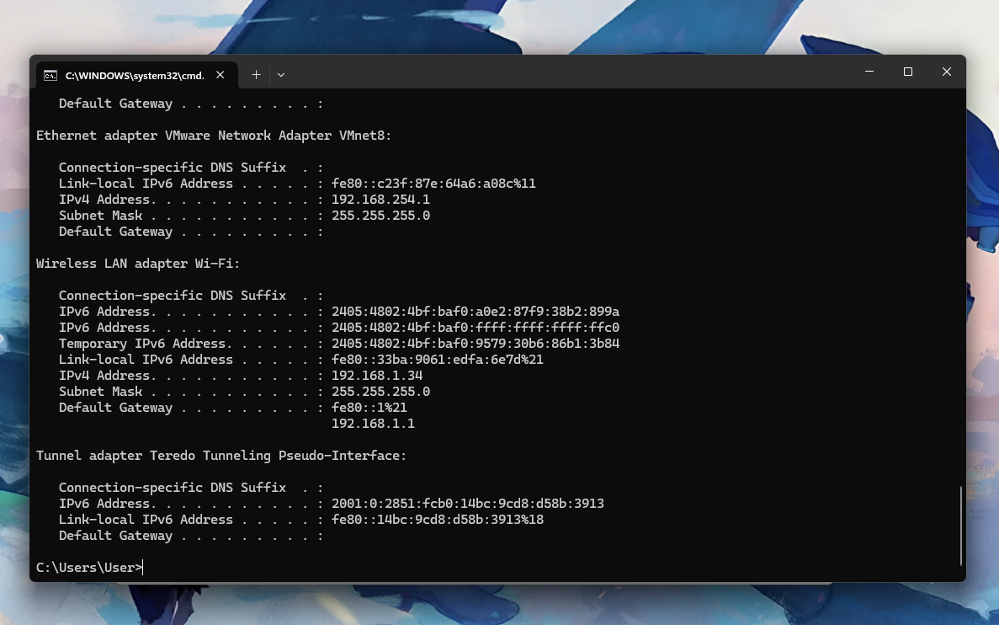 C:\WINDOWS\system32\cmd.
   Default Gateway . . . . . . . . . :

Ethernet adapter VMware Network Adapter VMnet8:

   Connection-specific DNS Suffix  . :
   Link-local IPv6 Address . . . . . : fe80::c23f:87e:64a6:a08c%11
   IPv4 Address. . . . . . . . . . . : 192.168.254.1
   Subnet Mask . . . . . . . . . . . : 255.255.255.0
   Default Gateway . . . . . . . . . :

Wireless LAN adapter Wi-Fi:

   Connection-specific DNS Suffix  . :
   IPv6 Address. . . . . . . . . . . : 2405:4802:4bf:baf0:a0e2:87f9:38b2:899a
   IPv6 Address. . . . . . . . . . . : 2405:4802:4bf:baf0:ffff:ffff:ffff:ffc0
   Temporary IPv6 Address. . . . . . : 2405:4802:4bf:baf0:9579:30b6:86b1:3b84
   Link-local IPv6 Address . . . . . : fe80::33ba:9061:edfa:6e7d%21
   IPv4 Address. . . . . . . . . . . : 192.168.1.34
   Subnet Mask . . . . . . . . . . . : 255.255.255.0
   Default Gateway . . . . . . . . . : fe80::1%21
                                       192.168.1.1

Tunnel adapter Teredo Tunneling Pseudo-Interface:

   Connection-specific DNS Suffix  . :
   IPv6 Address. . . . . . . . . . . : 2001:0:2851:fcb0:14bc:9cd8:d58b:3913
   Link-local IPv6 Address . . . . . : fe80::14bc:9cd8:d58b:3913%18
   Default Gateway . . . . . . . . . :

C:\Users\User>